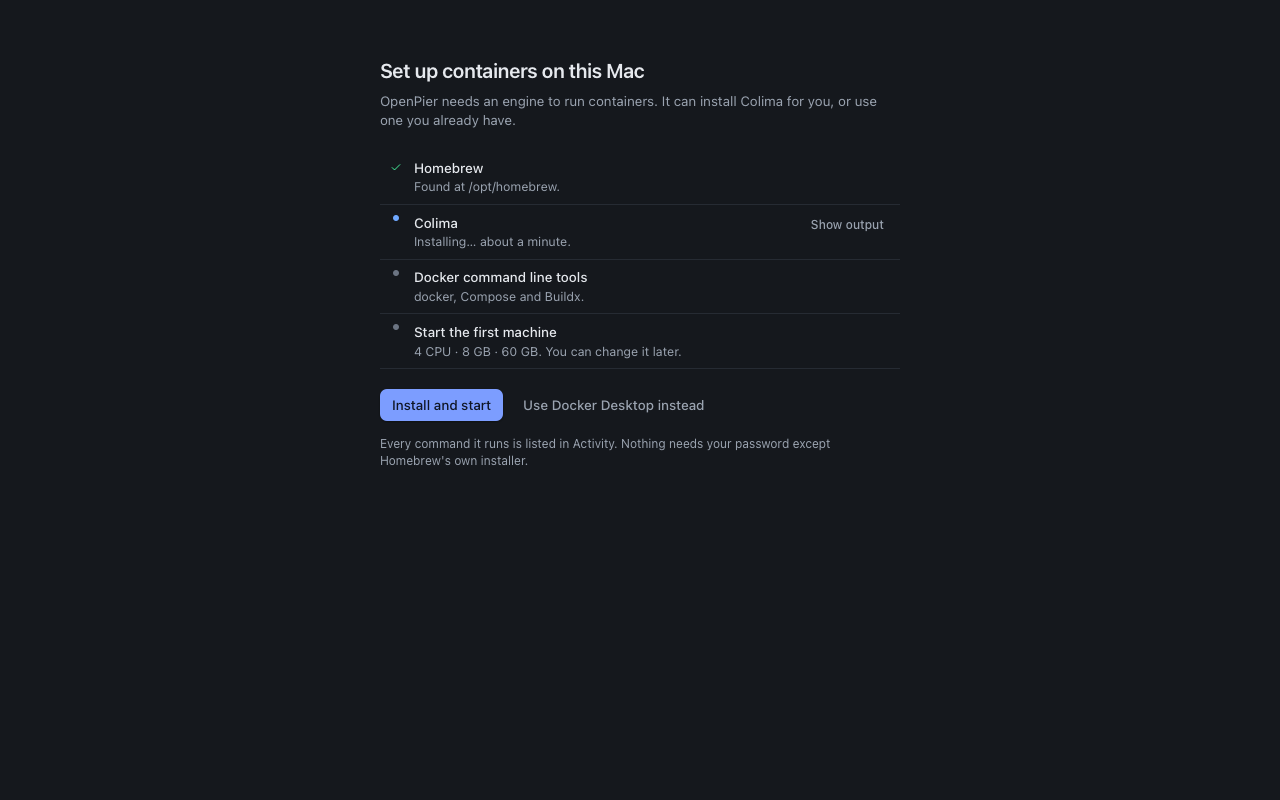 Set up containers on this Mac
OpenPier needs an engine to run containers. It can install Colima for you, or use
one you already have.
Homebrew
Found at /opt/homebrew.
Colima
Show output
Installing… about a minute.
Docker command line tools
docker, Compose and Buildx.
Start the first machine
4 CPU · 8 GB · 60 GB. You can change it later.
Install and start
Use Docker Desktop instead
Every command it runs is listed in Activity. Nothing needs your password except
Homebrew's own installer.